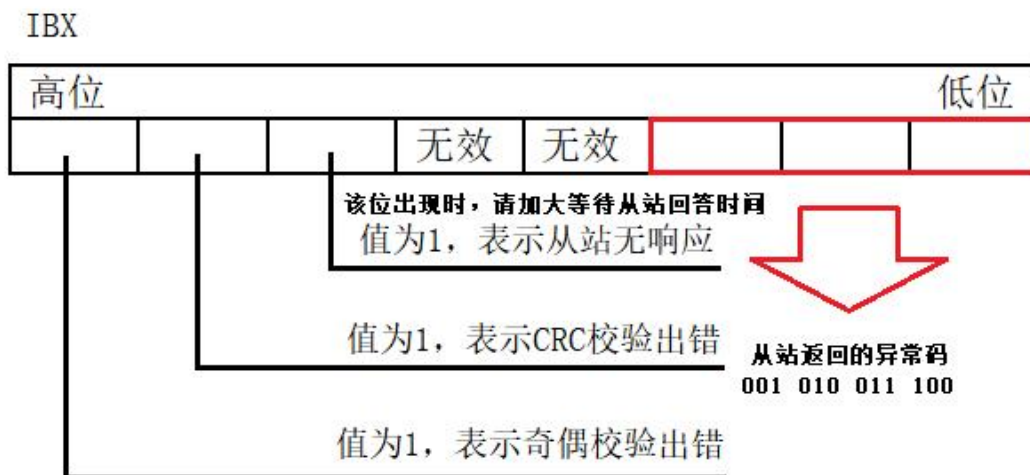 IBX
高位 低位
无效 无效
该位出现时，请加大等待从站回答时间
值为1，表示从站无响应
值为1，表示CRC校验出错
从站返回的异常码
001 010 011 100
值为1，表示奇偶校验出错